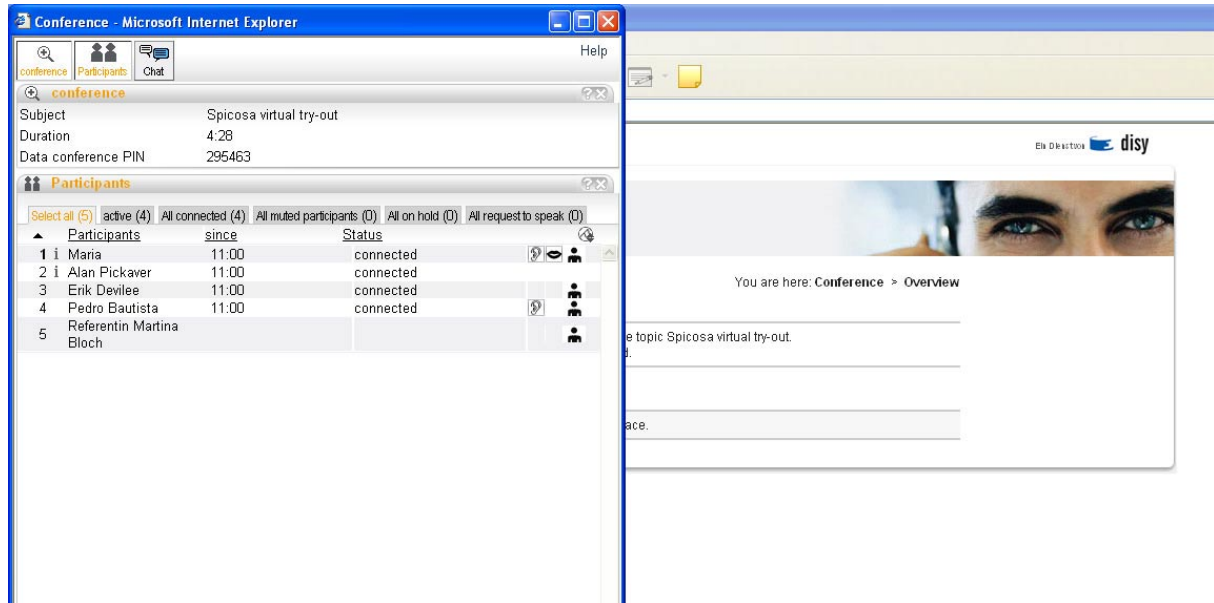 Conference - Microsoft Internet Explorer
conference Participants Chat Help
conference
Subject Spicosa virtual try-out
Duration 4:28
Data conference PIN 295463
Participants
Select all (5) active (4) All connected (4) All muted participants (0) All on hold (0) All request to speak (0)
Participants since Status
1 i Maria 11:00 connected
2 i Alan Pickaver 11:00 connected
3 Erik Devilee 11:00 connected
4 Pedro Bautista 11:00 connected
5 Referentin Martina
Bloch
disy
You are here: Conference > Overview
e topic Spicosa virtual try-out.
d.
ace.